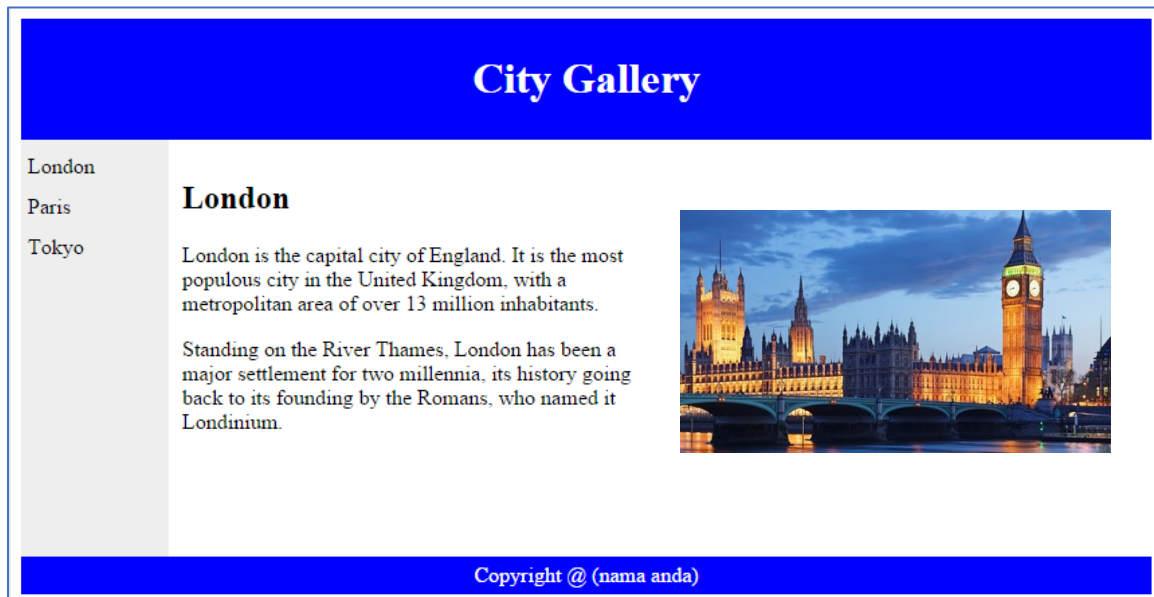 City Gallery
London
Paris
Tokyo
London
London is the capital city of England. It is the most
populous city in the United Kingdom, with a
metropolitan area of over 13 million inhabitants.
Standing on the River Thames, London has been a
major settlement for two millennia, its history going
back to its founding by the Romans, who named it
Londinium.
Copyright @ (nama anda)